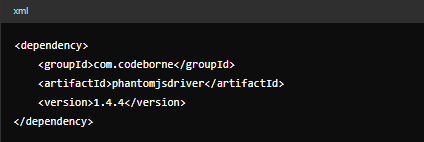 xml
<dependency>
    <groupId>com.codeborne</groupId>
    <artifactId>phantomjsdriver</artifactId>
    <version>1.4.4</version>
</dependency>